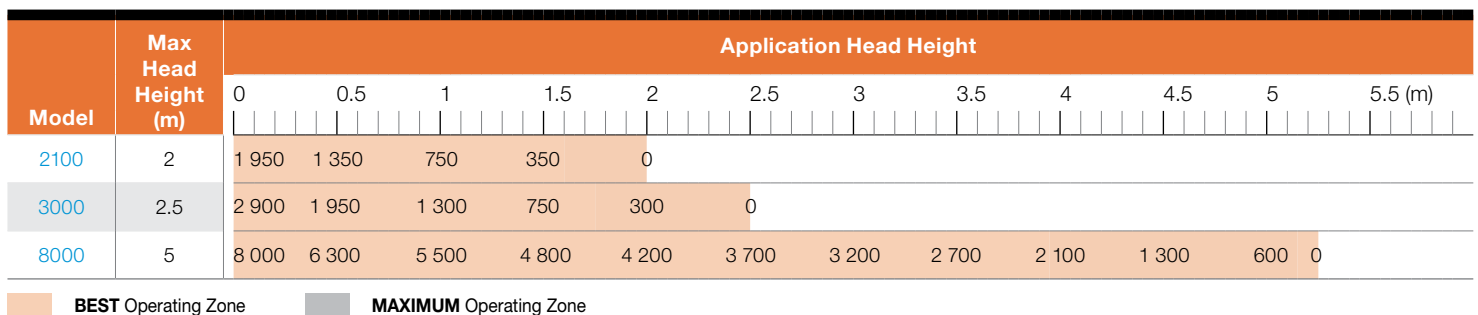 Model Max Head Height (m) Application Head Height
0 0.5 1 1.5 2 2.5 3 3.5 4 4.5 5 5.5 (m)
2100 2 1 950 1 350 750 350 0
3000 2.5 2 900 1 950 1 300 750 300 0
8000 5 8 000 6 300 5 500 4 800 4 200 3 700 3 200 2 700 2 100 1 300 600 0
BEST Operating Zone MAXIMUM Operating Zone